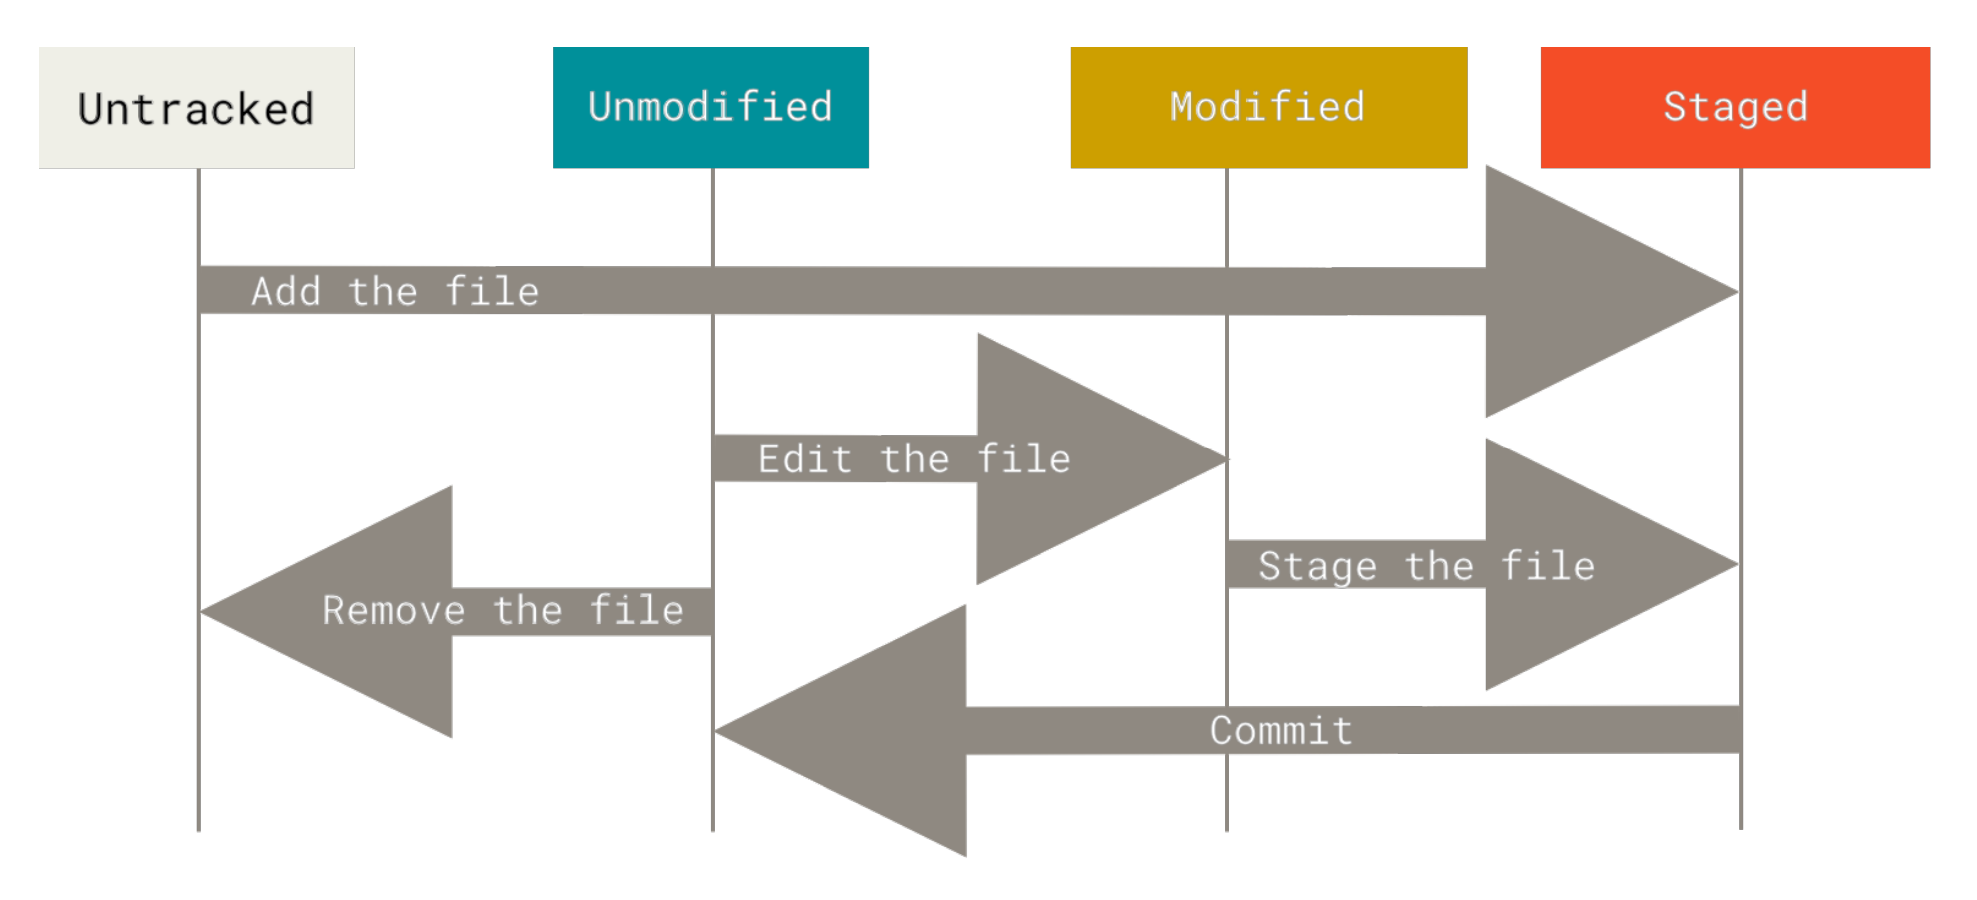 Untracked
Unmodified
Modified
Staged
Add the file
Edit the file
Stage the file
Remove the file
Commit